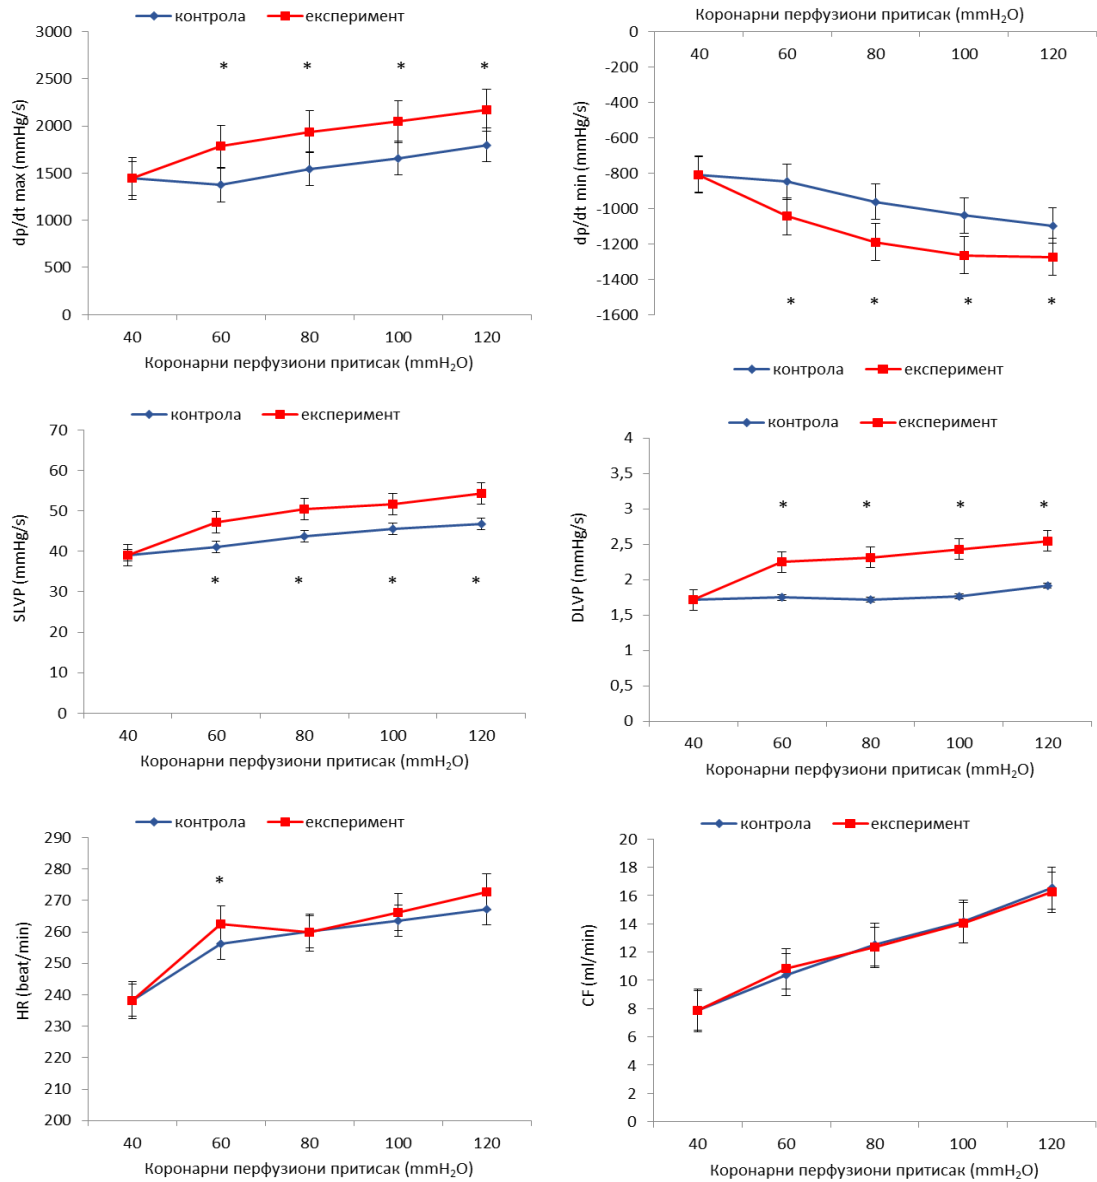 контрола експеримент
3000
2500
2000
1500
1000
500
0
* * * *
dp/dt max (mmHg/s)
40 60 80 100 120
Коронарни перфузиони притисак (mmH₂O)
Коронарни перфузиони притисак (mmH₂O)
0
-200
-400
-600
-800
-1000
-1200
-1400
-1600
40 60 80 100 120
dp/dt min (mmHg/s)
* * * *
контрола експеримент
контрола експеримент
70
60
50
40
30
20
10
0
SLVP (mmHg/s)
* * * *
40 60 80 100 120
Коронарни перфузиони притисак (mmH₂O)
контрола експеримент
4
3,5
3
2,5
2
1,5
1
0,5
0
DLVP (mmHg/s)
* * * *
40 60 80 100 120
Коронарни перфузиони притисак (mmH₂O)
контрола експеримент
290
280
270
260
250
240
230
220
210
200
HR (beat/min)
*
40 60 80 100 120
Коронарни перфузиони притисак (mmH₂O)
контрола експеримент
20
18
16
14
12
10
8
6
4
2
0
CF (ml/min)
40 60 80 100 120
Коронарни перфузиони притисак (mmH₂O)